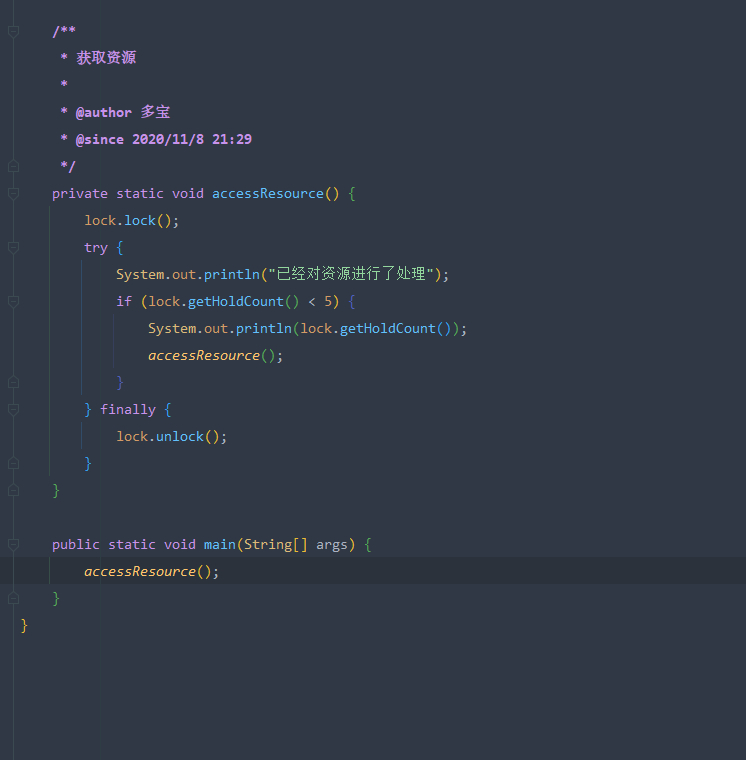 /**
 * 获取资源
 *
 * @author 多宝
 * @since 2020/11/8 21:29
 */
private static void accessResource() {
    lock.lock();
    try {
        System.out.println("已经对资源进行了处理");
        if (lock.getHoldCount() < 5) {
            System.out.println(lock.getHoldCount());
            accessResource();
        }
    } finally {
        lock.unlock();
    }
}

public static void main(String[] args) {
    accessResource();
}
}